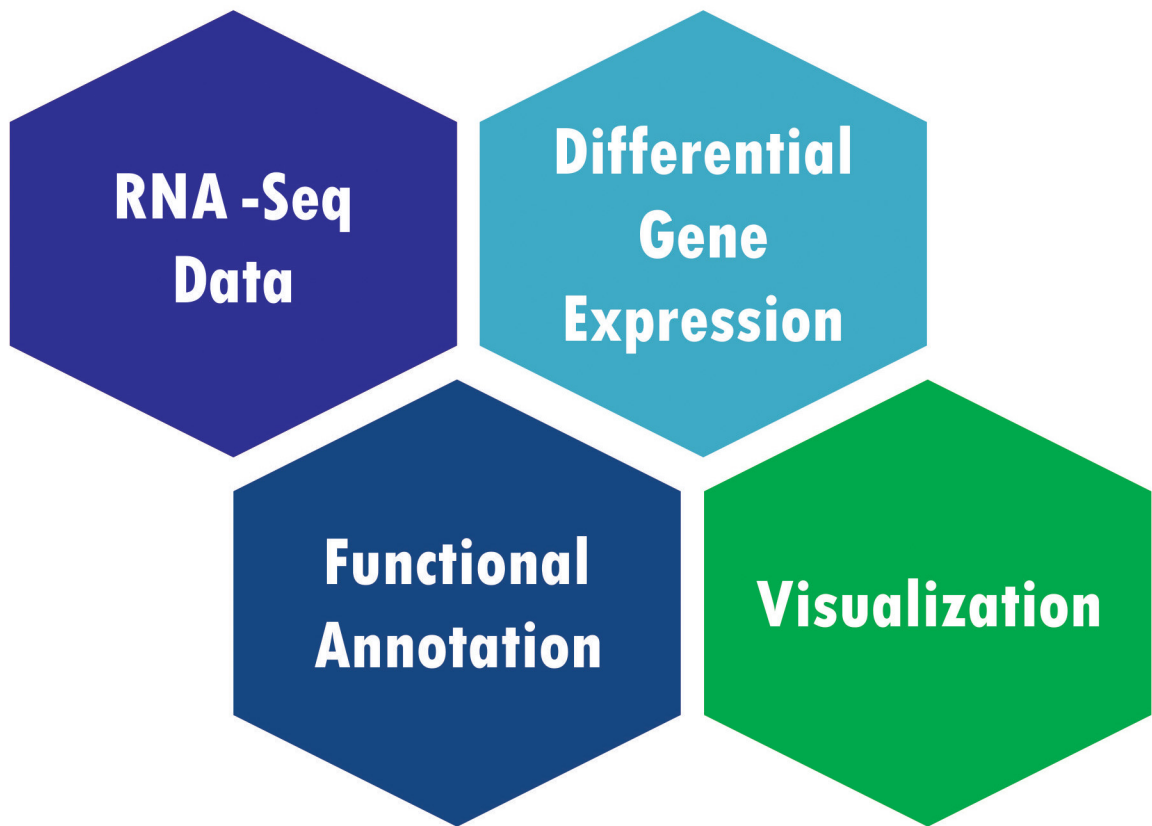 RNA -Seq
Data
Differential
Gene
Expression
Functional
Annotation
Visualization